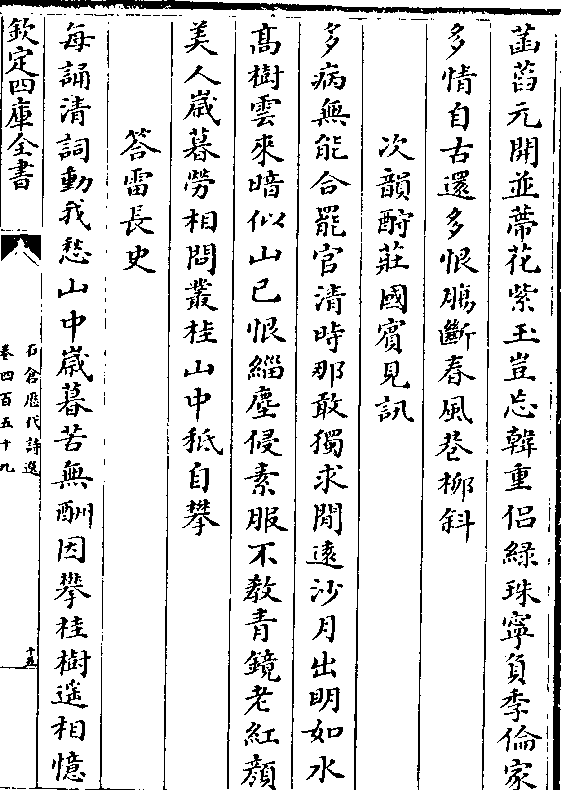 菡萏元開並蔕花紫玉豈忘韓重侣緑珠寧負季倫家
多情自古還多恨腸斷春風巷栁斜
次韻酧莊國賓見訊
多病無能合罷官清時那敢獨求閒逺沙月出明如水
髙樹雲來暗似山已恨緇塵侵素服不教青鏡老紅顔
美人嵗暮勞相問叢桂山中秪自攀
答雷長史
每誦清詞動我愁山中嵗暮苦無酬因攀桂樹遥相憶
欽定四庫全書
石倉歴代詩選
卷四百五十九
十五